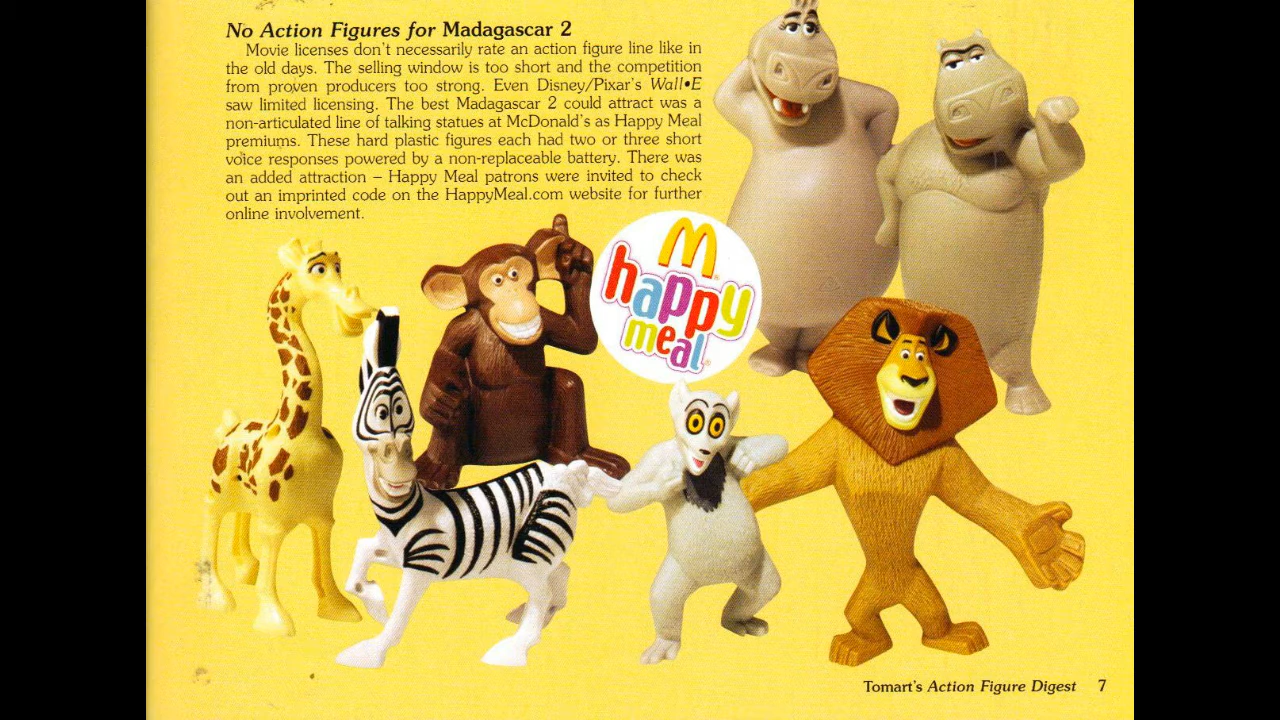 No Action Figures for Madagascar 2
Movie licenses don't necessarily rate an action figure line like in
the old days. The selling window is too short and the competition
from proven producers too strong. Even Disney/Pixar's Wall•E
saw limited licensing. The best Madagascar 2 could attract was a
non-articulated line of talking statues at McDonald's as Happy Meal
premiums. These hard plastic figures each had two or three short
voice responses powered by a non-replaceable battery. There was
an added attraction – Happy Meal patrons were invited to check
out an imprinted code on the HappyMeal.com website for further
online involvement.
M
happy
meal
Tomart's Action Figure Digest 7